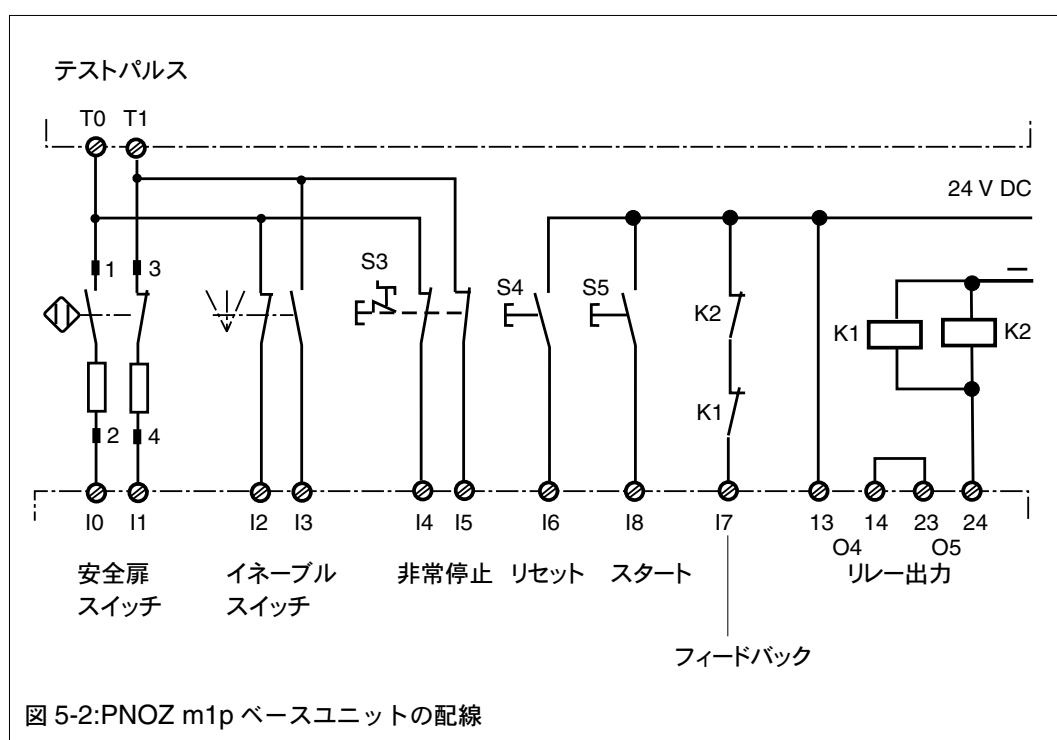 テストパルス
T0 T1
24 V DC
1 3
S3
S4 S5
K2
K1 K2
K1
2 4
I0 I1 I2 I3 I4 I5 I6 I8 I7 13 14 23 24
O4 O5
安全扉
スイッチ
イネーブル
スイッチ
非常停止
リセット
スタート
リレー出力
フィードバック
図 5-2:PNOZ m1p ベースユニットの配線